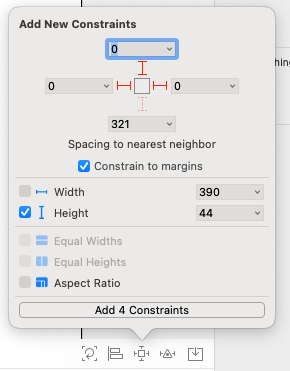 Add New Constraints
0
0 0
321
Spacing to nearest neighbor
Constrain to margins
Width 390
Height 44
Equal Widths
Equal Heights
Aspect Ratio
Add 4 Constraints